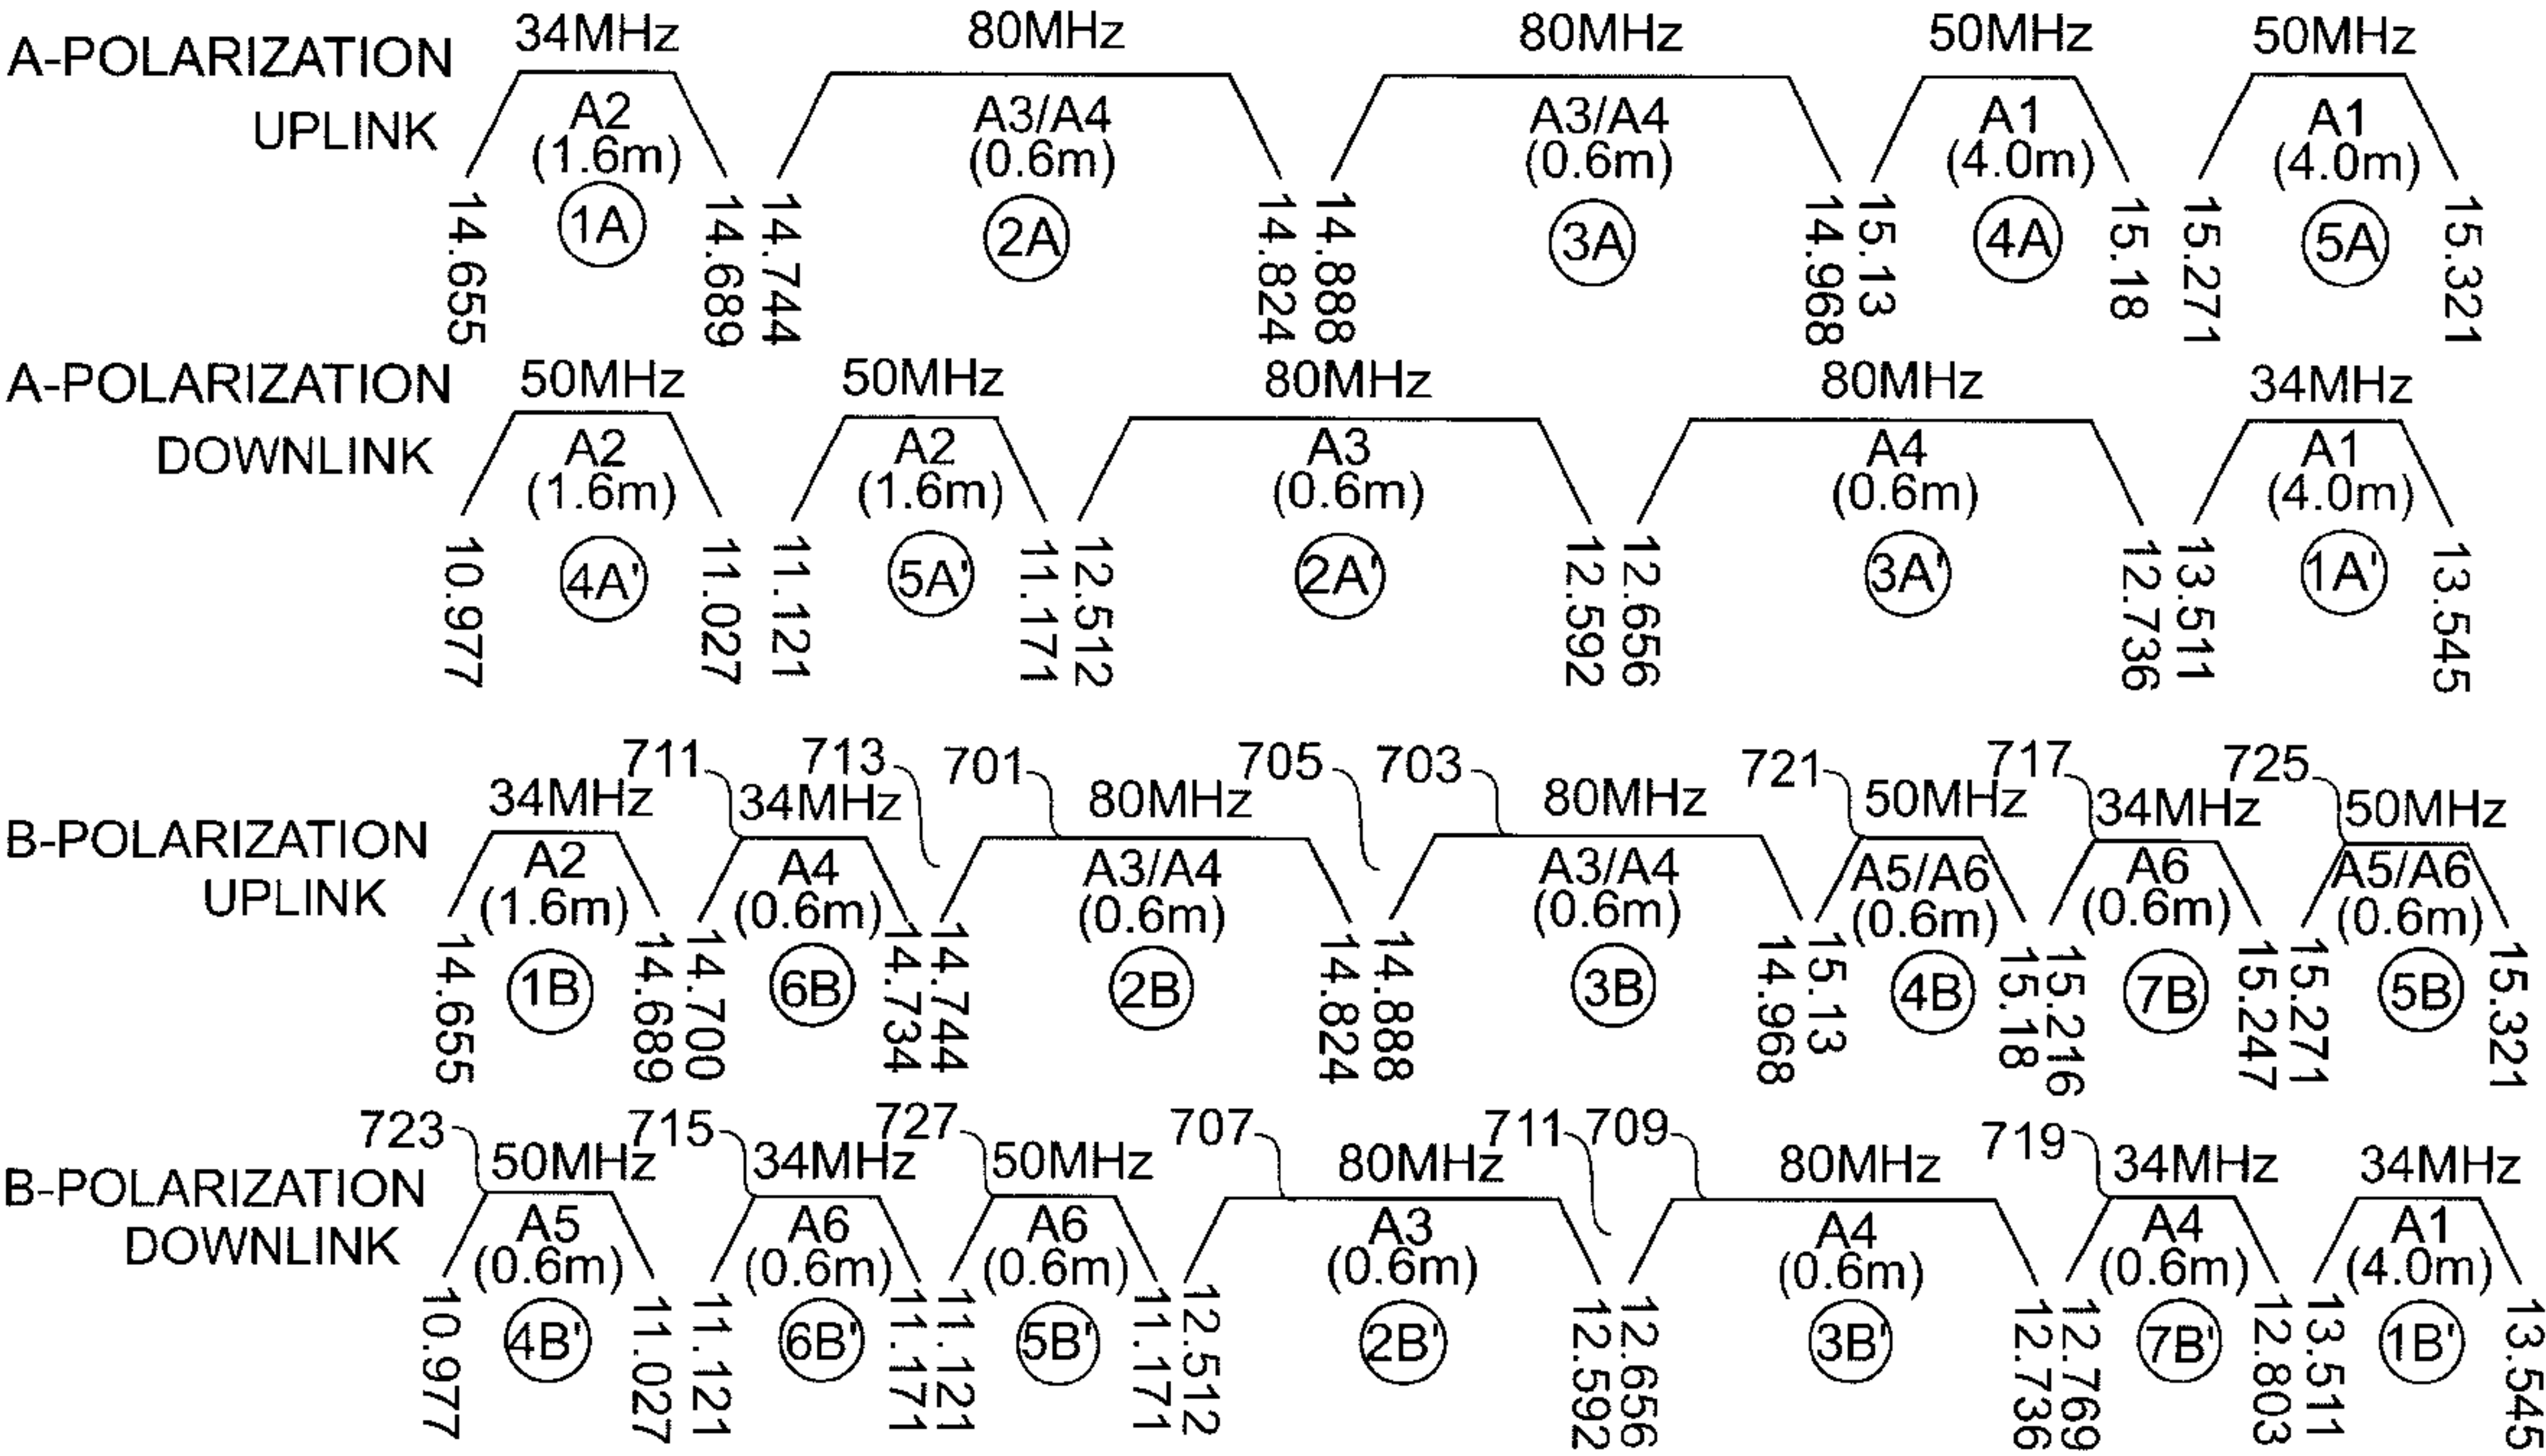 34MHz 80MHz 80MHz 50MHz 50MHz
A-POLARIZATION
UPLINK
A2 A3/A4 A3/A4 A1 A1
(1.6m) (0.6m) (0.6m) (4.0m) (4.0m)
1A 2A 3A 4A 5A
14.655 14.689 14.744 14.824 14.888 14.968 15.13 15.18 15.271 15.321
50MHz 50MHz 80MHz 80MHz 34MHz
A-POLARIZATION
DOWNLINK
A2 A2 A3 A4 A1
(1.6m) (1.6m) (0.6m) (0.6m) (4.0m)
4A' 5A' 2A' 3A' 1A'
10.977 11.027 11.121 11.171 12.512 12.592 12.656 12.736 13.511 13.545
711 713 701 705 703 721 717 725
34MHz 34MHz 80MHz 80MHz 50MHz 34MHz 50MHz
B-POLARIZATION
UPLINK
A2 A4 A3/A4 A3/A4 A5/A6 A6 A5/A6
(1.6m) (0.6m) (0.6m) (0.6m) (0.6m) (0.6m) (0.6m)
1B 6B 2B 3B 4B 7B 5B
14.655 14.689 14.700 14.734 14.744 14.824 14.888 14.968 15.13 15.18 15.216 15.247 15.271 15.321
723 715 727 707 711 709 719
50MHz 34MHz 50MHz 80MHz 80MHz 34MHz 34MHz
B-POLARIZATION
DOWNLINK
A5 A6 A6 A3 A4 A4 A1
(0.6m) (0.6m) (0.6m) (0.6m) (0.6m) (0.6m) (4.0m)
4B' 6B' 5B' 2B' 3B' 7B' 1B'
10.977 11.027 11.121 11.171 11.121 11.171 12.512 12.592 12.656 12.736 12.769 12.803 13.511 13.545